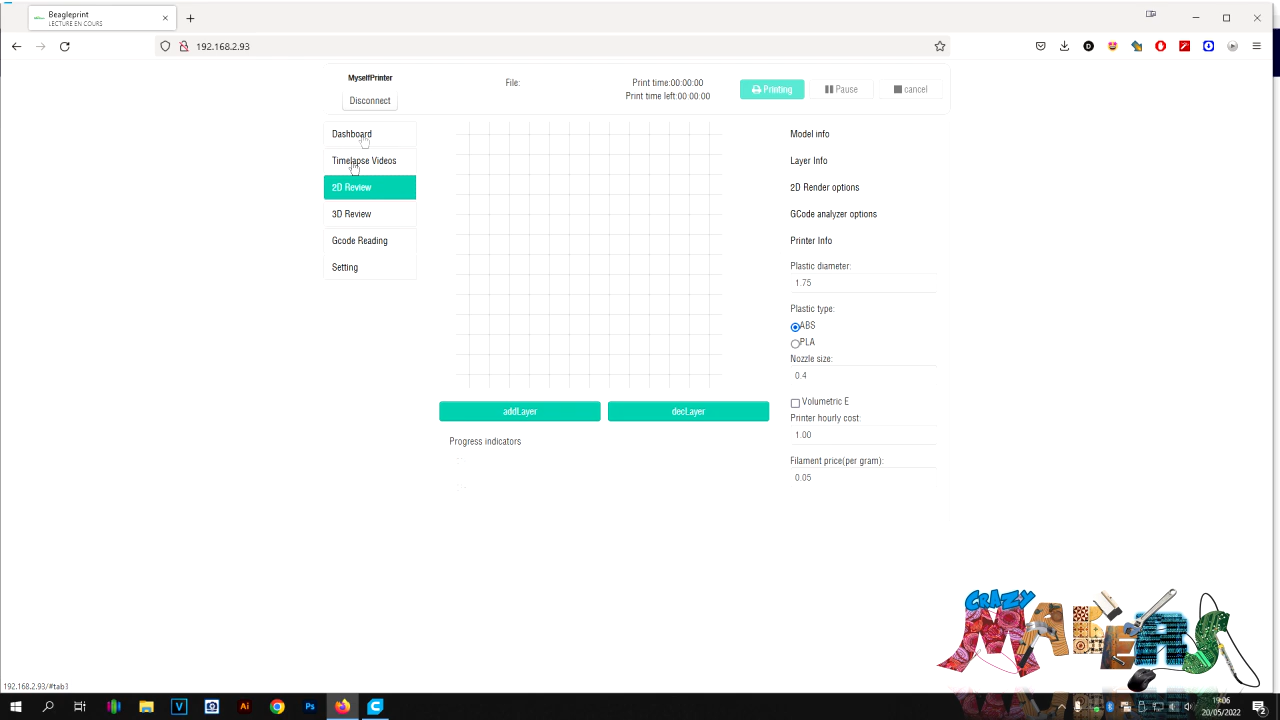 Beagleprint
LECTURE EN COURS
192.168.2.93
MyselfPrinter
Disconnect
File:
Print time:00:00:00
Print time left:00:00:00
Printing
Pause
cancel
Dashboard
Timelapse Videos
2D Review
3D Review
Gcode Reading
Setting
addLayer
decLayer
Progress indicators
Model info
Layer Info
2D Render options
GCode analyzer options
Printer Info
Plastic diameter:
1.75
Plastic type:
ABS
PLA
Nozzle size:
0.4
Volumetric E
Printer hourly cost:
1.00
Filament price(per gram):
0.05
CRAZY
MABEMS
192.168.2.93/#tab3
19:06
20/05/2022